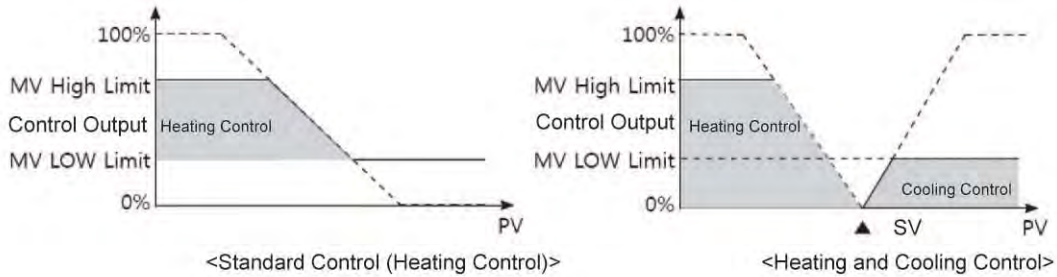 100%
MV High Limit
Control Output
Heating Control
MV LOW Limit
0%
PV
<Standard Control (Heating Control)>
100%
MV High Limit
Control Output
Heating Control
MV LOW Limit
Cooling Control
0%
SV
PV
<Heating and Cooling Control>